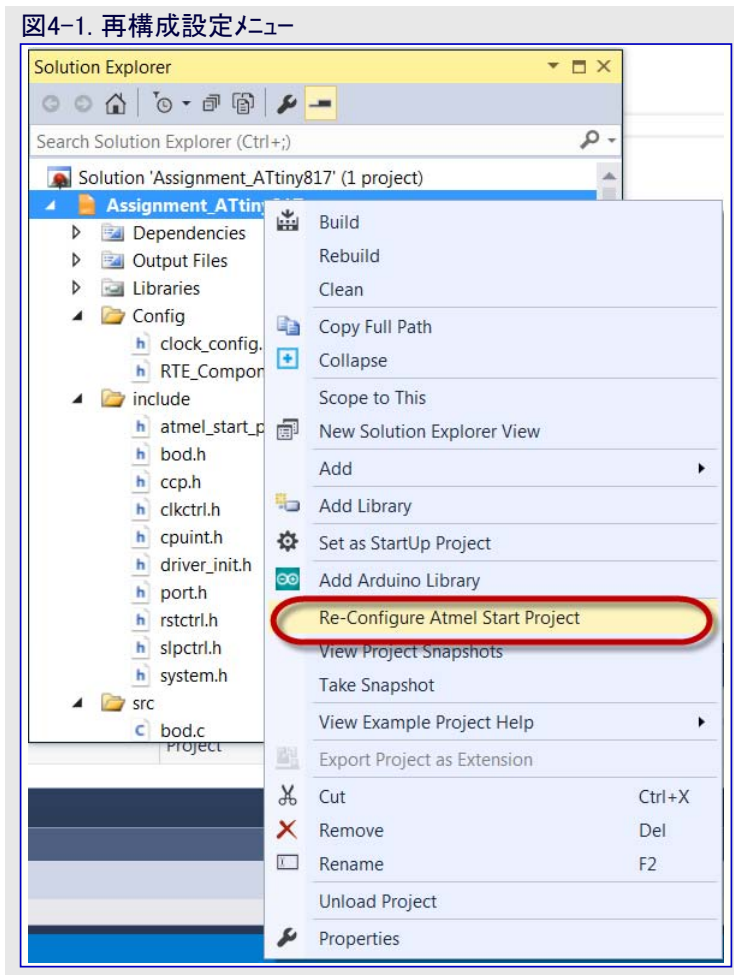 図4-1. 再構成設定メニュー
Solution Explorer
Search Solution Explorer (Ctrl+;)
Solution 'Assignment_ATtiny817' (1 project)
Assignment_ATtiny817
Dependencies
Output Files
Libraries
Config
clock_config.
RTE_Compor
include
atmel_start_p
bod.h
ccp.h
clkctrl.h
cpuint.h
driver_init.h
port.h
rstctrl.h
slpctrl.h
system.h
src
bod.c
Project
Build
Rebuild
Clean
Copy Full Path
Collapse
Scope to This
New Solution Explorer View
Add
Add Library
Set as StartUp Project
Add Arduino Library
Re-Configure Atmel Start Project
View Project Snapshots
Take Snapshot
View Example Project Help
Export Project as Extension
Cut Ctrl+X
Remove Del
Rename F2
Unload Project
Properties